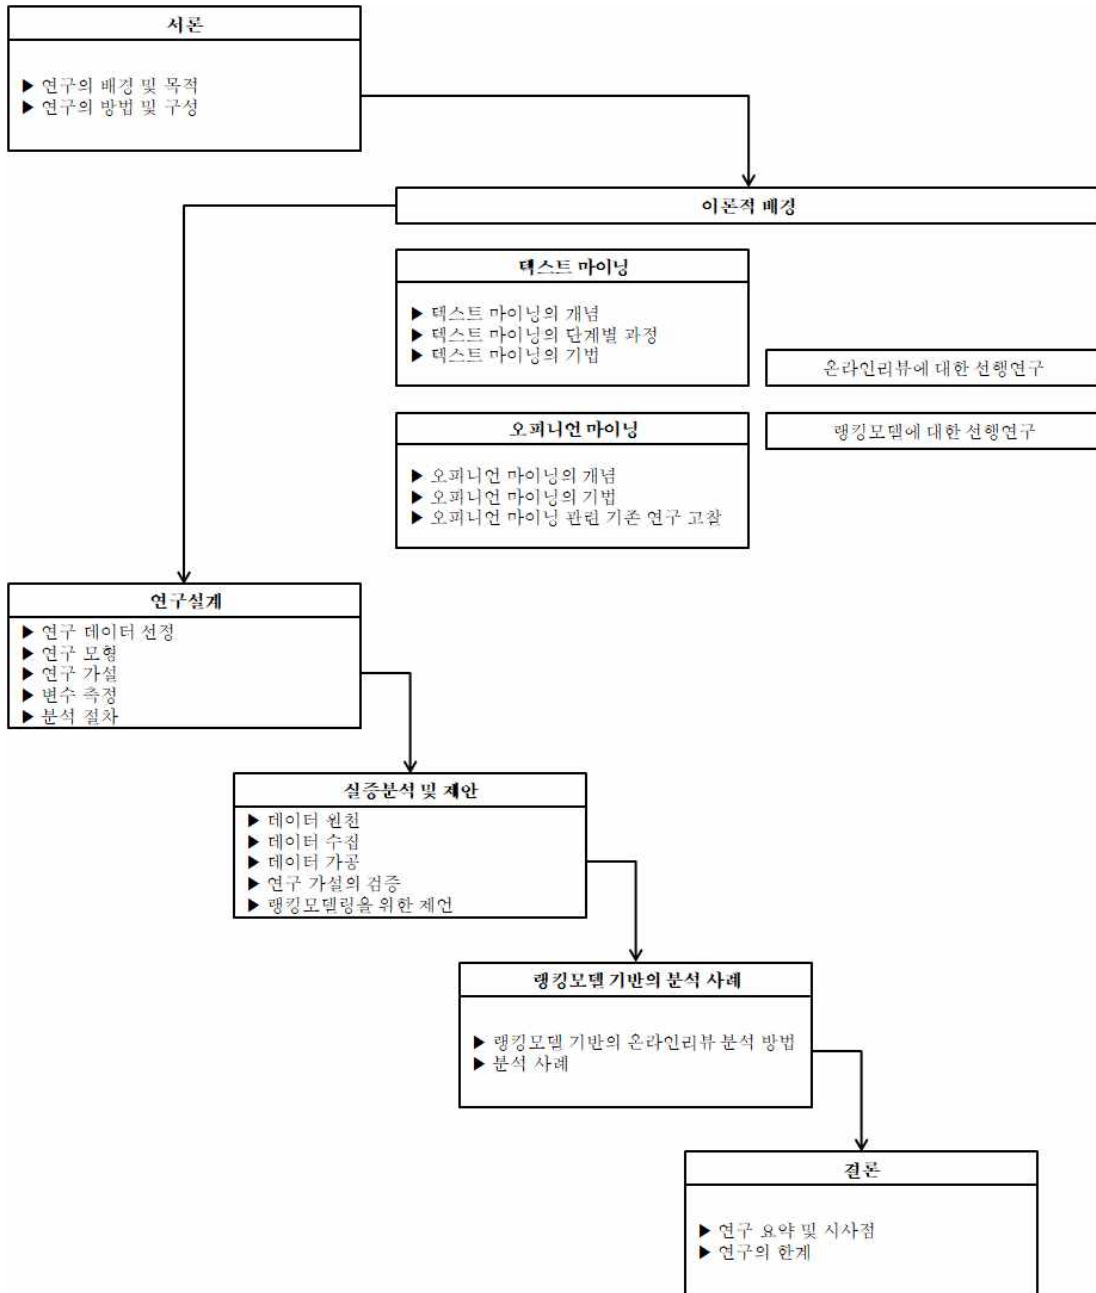 서론
▶ 연구의 배경 및 목적
▶ 연구의 방법 및 구성
이론적 배경
텍스트 마이닝
▶ 텍스트 마이닝의 개념
▶ 텍스트 마이닝의 단계별 과정
▶ 텍스트 마이닝의 기법
온라인리뷰에 대한 선행연구
오피니언 마이닝
▶ 오피니언 마이닝의 개념
▶ 오피니언 마이닝의 기법
▶ 오피니언 마이닝 관련 기존 연구 고찰
랭킹모델에 대한 선행연구
연구설계
▶ 연구 데이터 선정
▶ 연구 모형
▶ 연구 가설
▶ 변수 측정
▶ 분석 절차
실증분석 및 제안
▶ 데이터 원천
▶ 데이터 수집
▶ 데이터 가공
▶ 연구 가설의 검증
▶ 랭킹모델링을 위한 제언
랭킹모델 기반의 분석 사례
▶ 랭킹모델 기반의 온라인리뷰 분석 방법
▶ 분석 사례
결론
▶ 연구 요약 및 시사점
▶ 연구의 한계